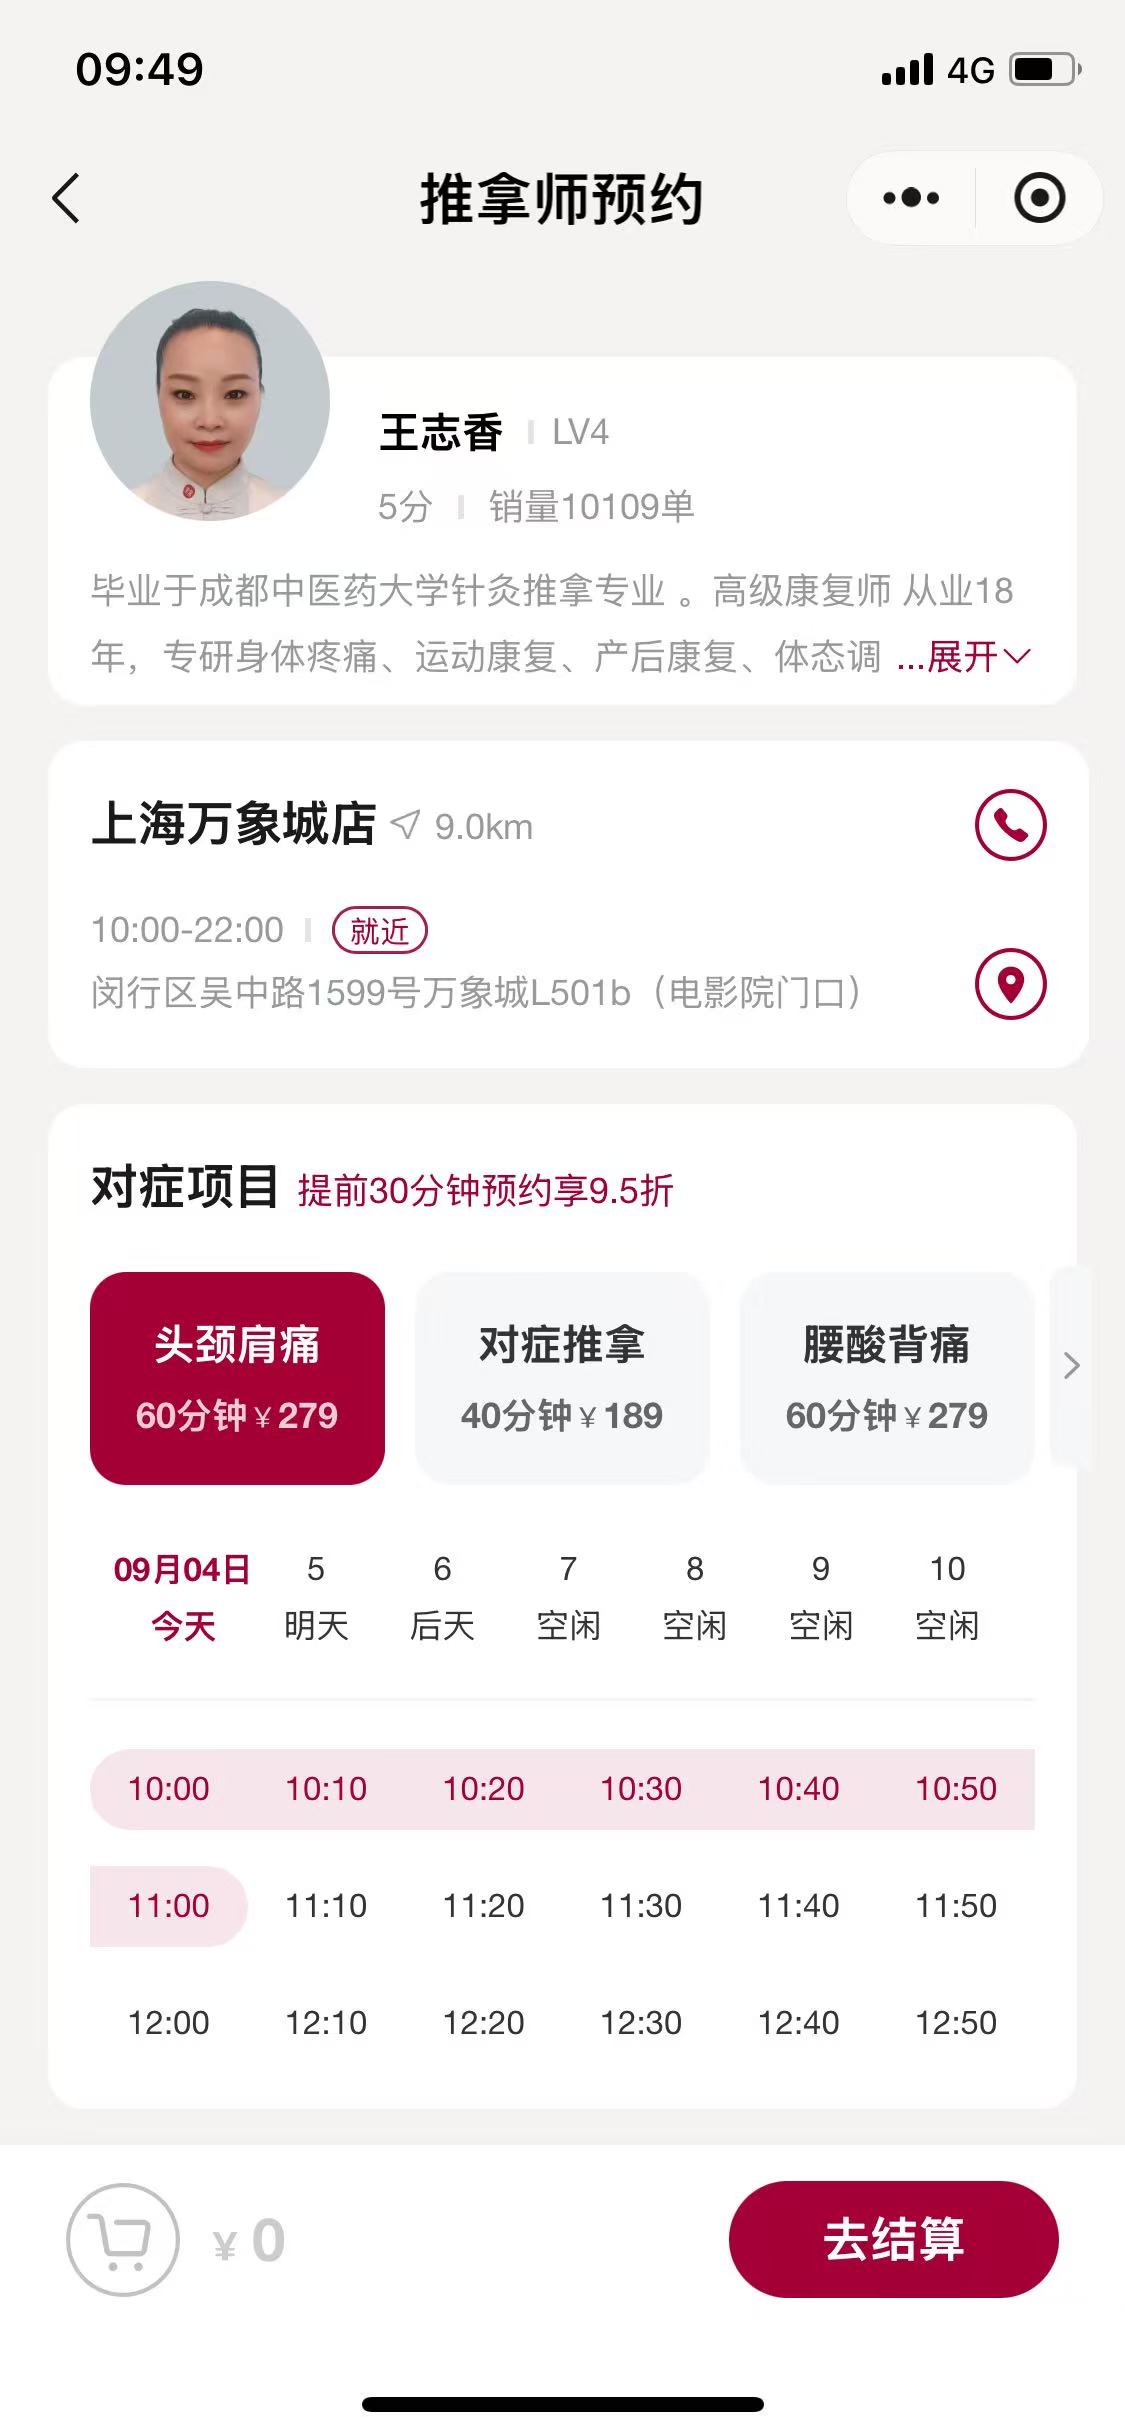 09:49
4G
推拿师预约
王志香 LV4
5分 销量10109单
毕业于成都中医药大学针灸推拿专业 。高级康复师 从业18
年，专研身体疼痛、运动康复、产后康复、体态调 ...展开
上海万象城店 9.0km
10:00-22:00 就近
闵行区吴中路1599号万象城L501b（电影院门口）
对症项目 提前30分钟预约享9.5折
头颈肩痛 对症推拿 腰酸背痛
60分钟¥279 40分钟¥189 60分钟¥279
09月04日 5 6 7 8 9 10
今天 明天 后天 空闲 空闲 空闲 空闲
10:00 10:10 10:20 10:30 10:40 10:50
11:00 11:10 11:20 11:30 11:40 11:50
12:00 12:10 12:20 12:30 12:40 12:50
¥0 去结算